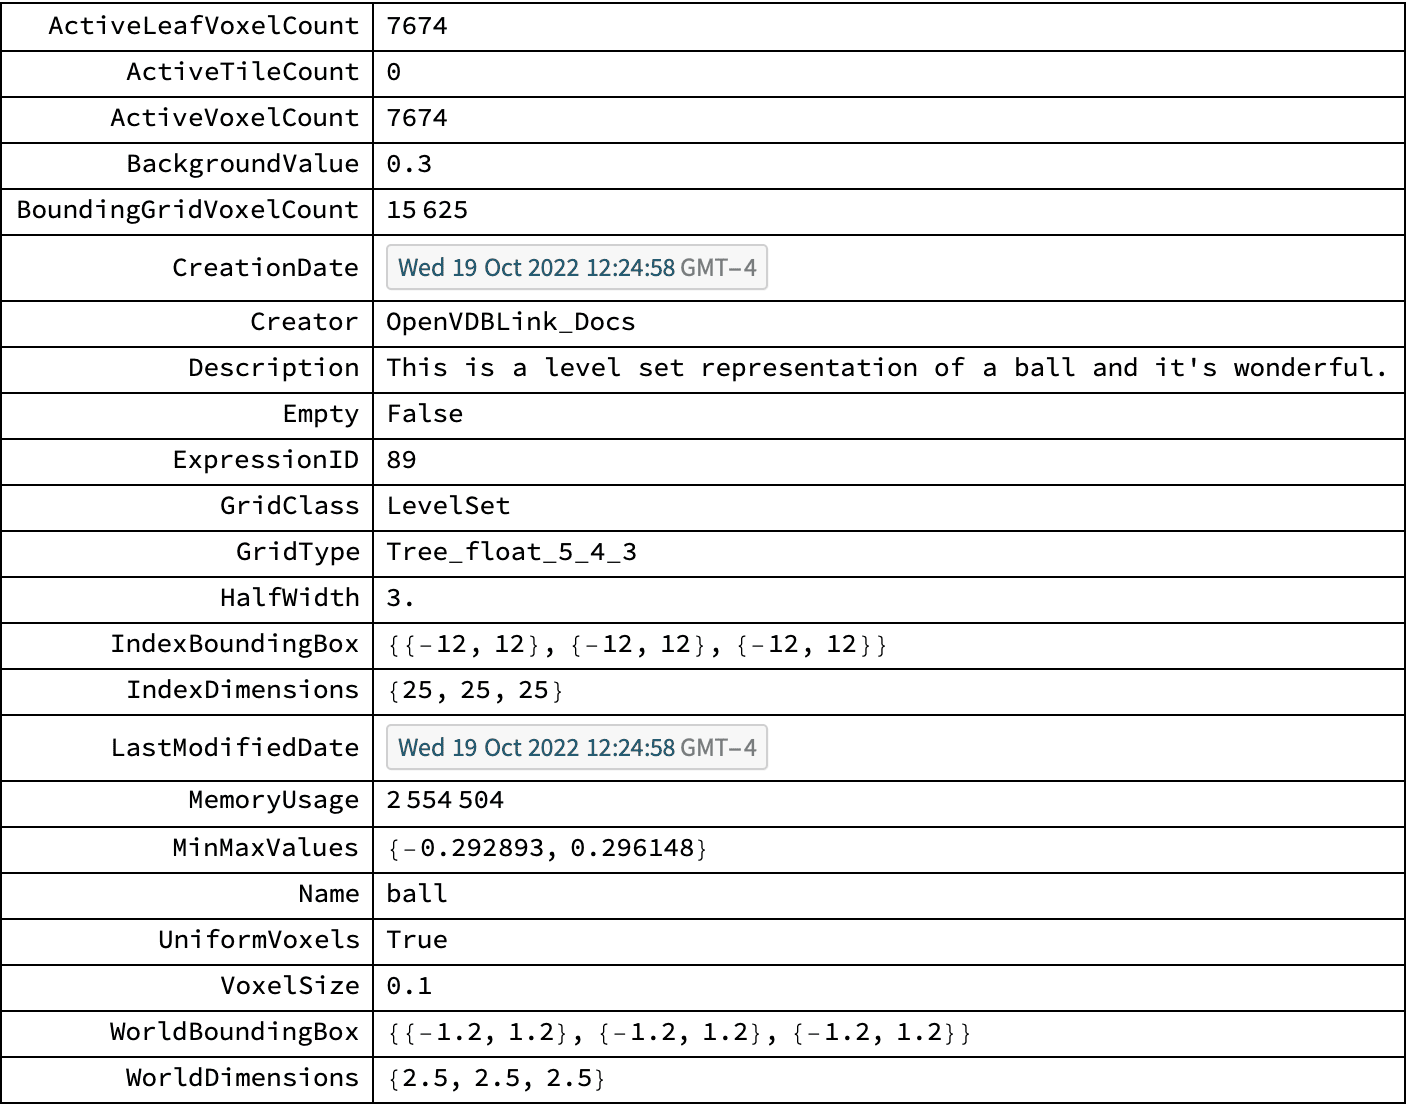 ActiveLeafVoxelCount 7674
ActiveTileCount 0
ActiveVoxelCount 7674
BackgroundValue 0.3
BoundingGridVoxelCount 15 625
CreationDate Wed 19 Oct 2022 12:24:58 GMT-4
Creator OpenVDBLink_Docs
Description This is a level set representation of a ball and it's wonderful.
Empty False
ExpressionID 89
GridClass LevelSet
GridType Tree_float_5_4_3
HalfWidth 3.
IndexBoundingBox {{-12, 12}, {-12, 12}, {-12, 12}}
IndexDimensions {25, 25, 25}
LastModifiedDate Wed 19 Oct 2022 12:24:58 GMT-4
MemoryUsage 2 554 504
MinMaxValues {-0.292893, 0.296148}
Name ball
UniformVoxels True
VoxelSize 0.1
WorldBoundingBox {{-1.2, 1.2}, {-1.2, 1.2}, {-1.2, 1.2}}
WorldDimensions {2.5, 2.5, 2.5}